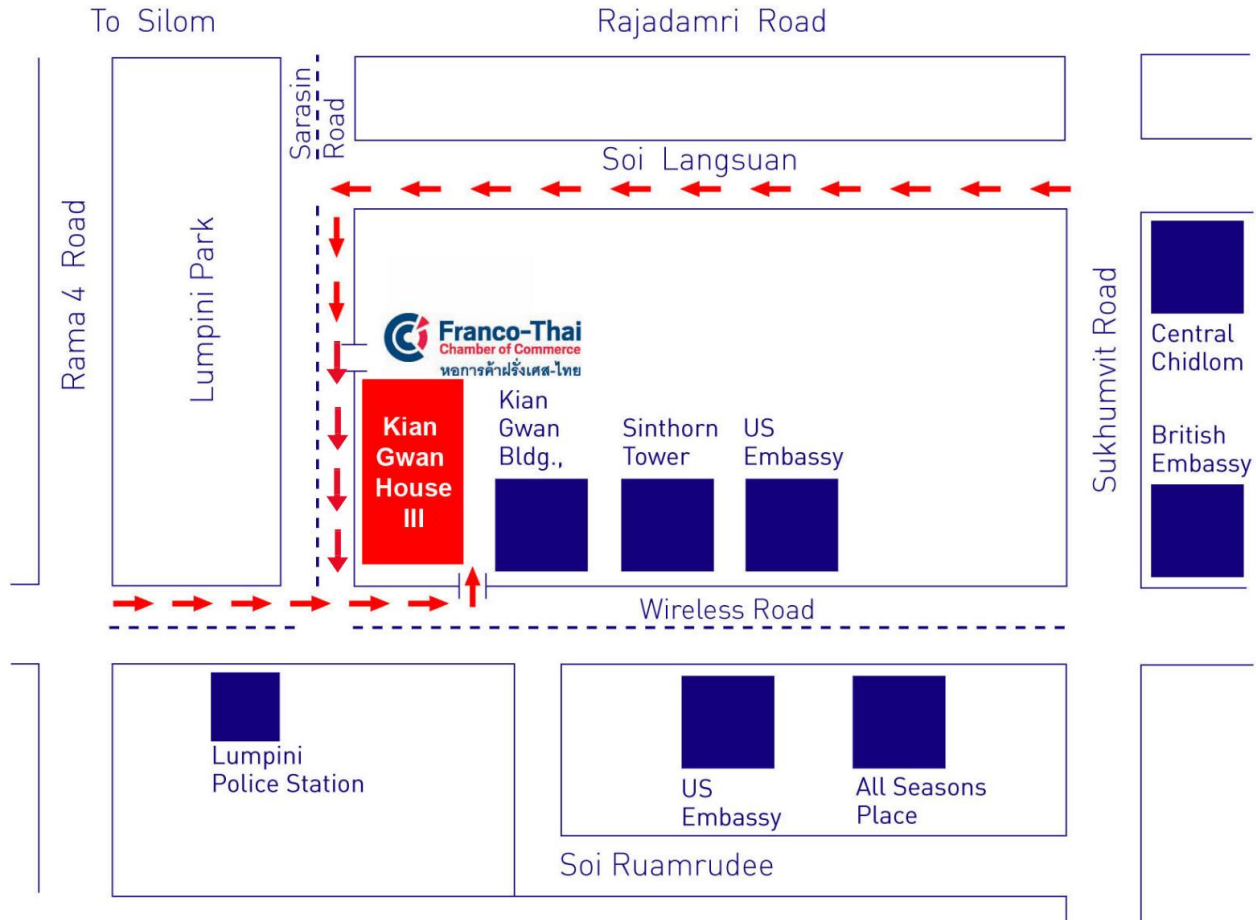 To Silom
Rajadamri Road
Sarasin
Road
Soi Langsuan
Rama 4 Road
Lumpini Park
Franco-Thai
Chamber of Commerce
หอการค้าฝรั่งเศส-ไทย
Kian
Gwan
House
III
Kian
Gwan
Bldg.,
Sinthorn
Tower
US
Embassy
Sukhumvit Road
Central
Chidlom
British
Embassy
Wireless Road
Lumpini
Police Station
US
Embassy
All Seasons
Place
Soi Ruamrudee